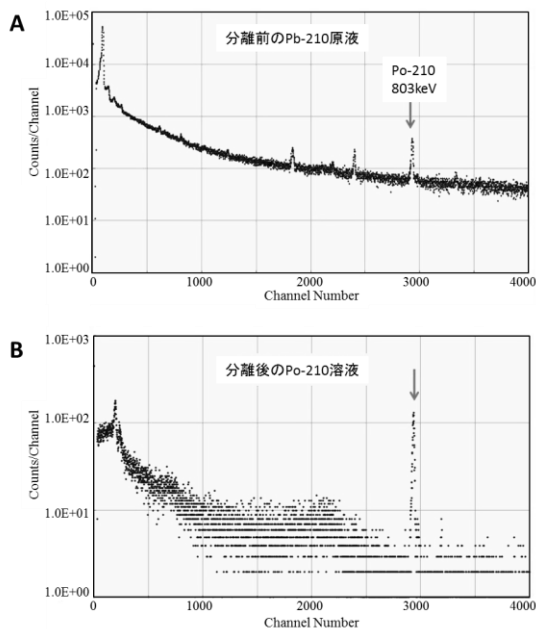 A
1.0E+05
分離前のPb-210原液
1.0E+04
Po-210
803keV
1.0E+03
Counts/Channel
1.0E+02
1.0E+01
1.0E+00
0
1000
2000
3000
4000
Channel Number
B
1.0E+03
分離後のPo-210溶液
1.0E+02
Counts/Channel
1.0E+01
1.0E+00
0
1000
2000
3000
4000
Channel Number